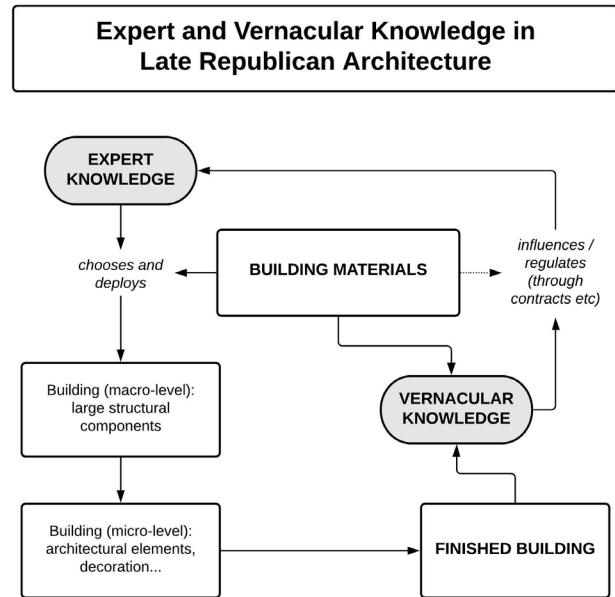 Expert and Vernacular Knowledge in
Late Republican Architecture
EXPERT
KNOWLEDGE
chooses and
deploys
BUILDING MATERIALS
influences /
regulates
(through
contracts etc)
Building (macro-level):
large structural
components
VERNACULAR
KNOWLEDGE
Building (micro-level):
architectural elements,
decoration...
FINISHED BUILDING